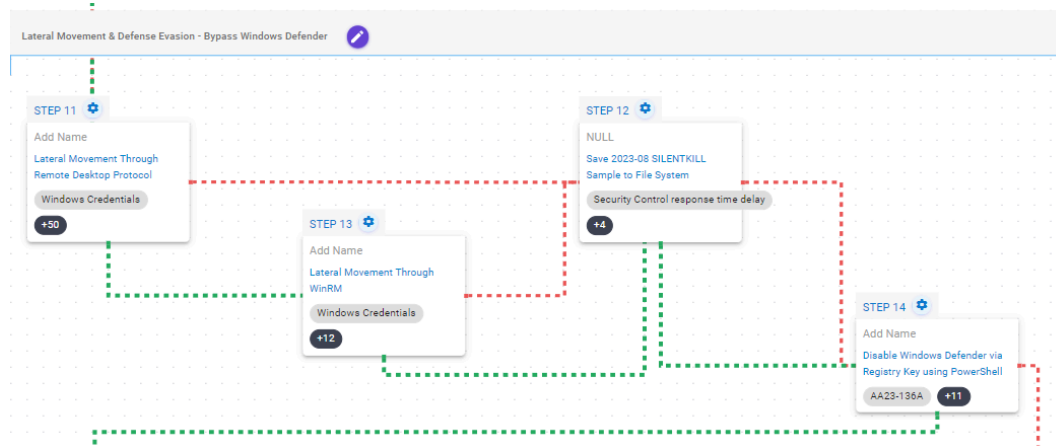 Lateral Movement & Defense Evasion - Bypass Windows Defender
STEP 11
Add Name
Lateral Movement Through
Remote Desktop Protocol
Windows Credentials
+50
STEP 13
Add Name
Lateral Movement Through
WinRM
Windows Credentials
+12
STEP 12
NULL
Save 2023-08 SILENTKILL
Sample to File System
Security Control response time delay
+4
STEP 14
Add Name
Disable Windows Defender via
Registry Key using PowerShell
AA23-136A +11